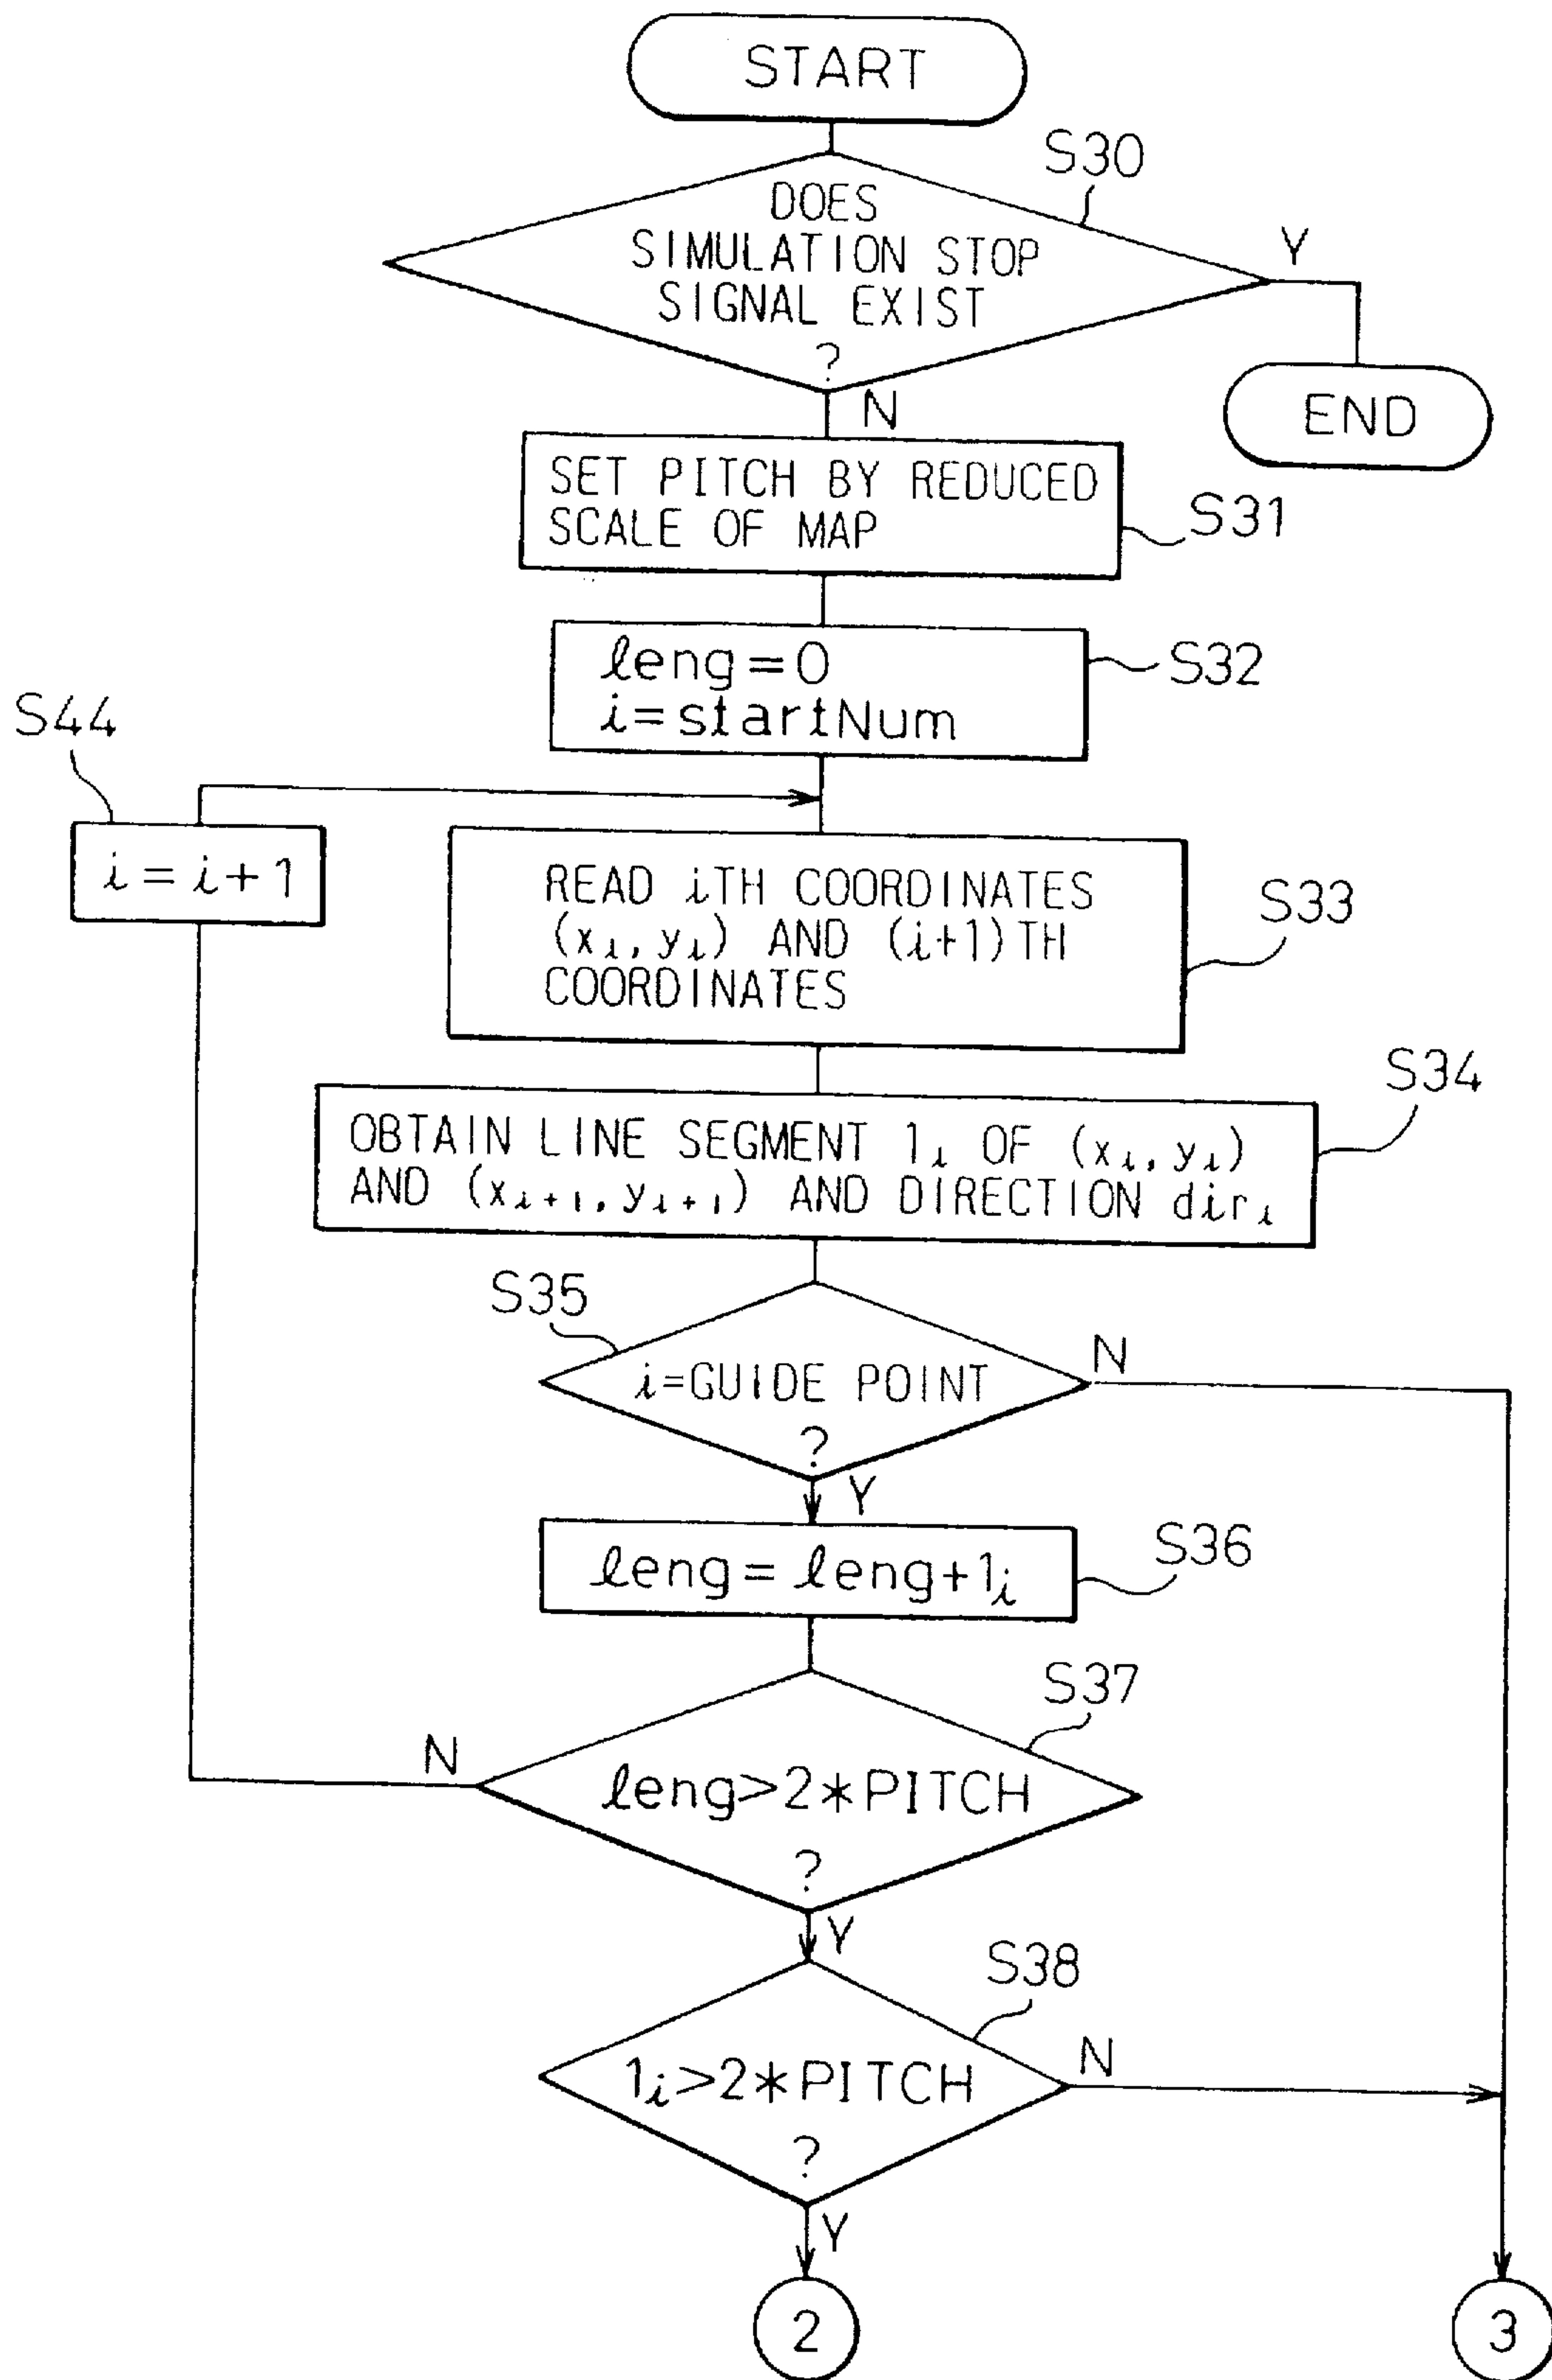 START
S30
DOES
SIMULATION STOP
SIGNAL EXIST
?
Y
N
END
SET PITCH BY REDUCED
SCALE OF MAP
S31
leng=0
i=startNum
S32
S44
i=i+1
READ iTH COORDINATES
(xi, yi) AND (i+1)TH
COORDINATES
S33
S34
OBTAIN LINE SEGMENT 1i OF (xi, yi)
AND (xi+1, yi+1) AND DIRECTION diri
S35
i=GUIDE POINT
?
N
Y
leng=leng+1i
S36
S37
N
leng>2*PITCH
?
Y
S38
1i>2*PITCH
?
N
Y
2
3